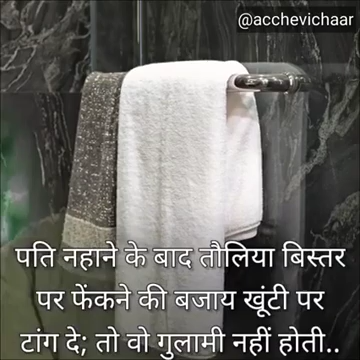 @acchevichaar
पति नहाने के बाद तौलिया बिस्तर
पर फेंकने की बजाय खूंटी पर
टांग दे; तो वो गुलामी नहीं होती..